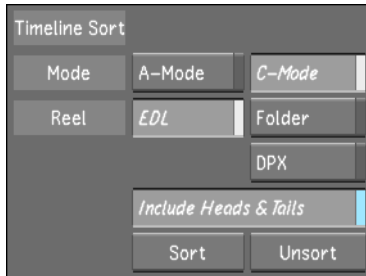 Timeline Sort
Mode A-Mode C-Mode
Reel EDL Folder
DPX
Include Heads & Tails
Sort Unsort